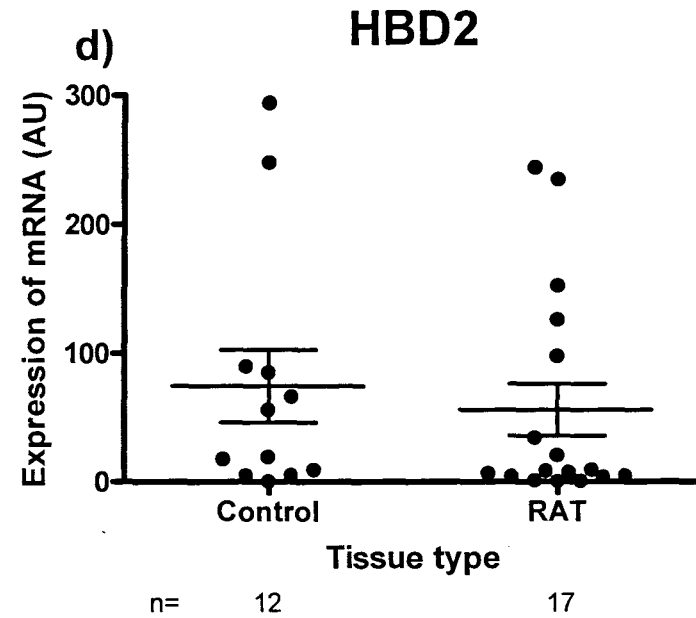 d)
HBD2
Expression of mRNA (AU)
300
200
100
0
Control RAT
Tissue type
n= 12 17